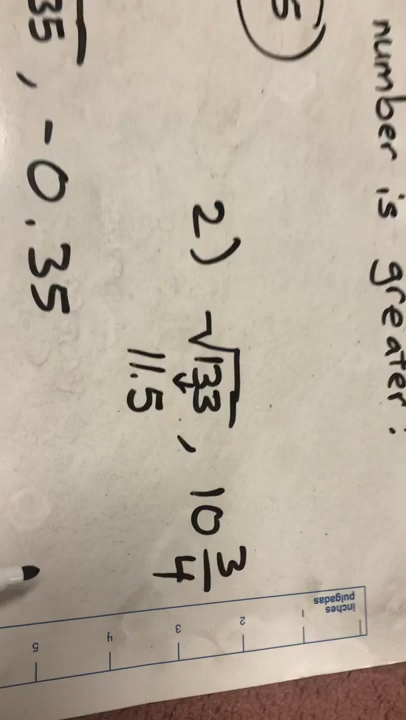 number is greater.
5
2) √133, 10 3/4
11.5
35, -0.35
inches
pulgadas
2 3 4 5